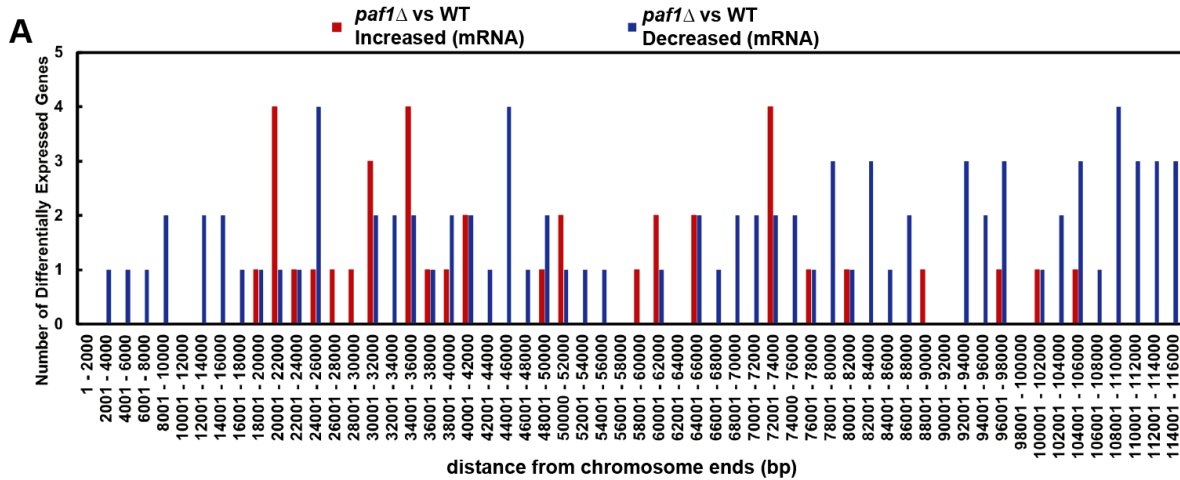 A
paf1Δ vs WT
Increased (mRNA)
paf1Δ vs WT
Decreased (mRNA)
Number of Differentially Expressed Genes
5
4
3
2
1
0
1 - 2000
2001 - 4000
4001 - 6000
6001 - 8000
8001 - 10000
10001 - 12000
12001 - 14000
14001 - 16000
16001 - 18000
18001 - 20000
20001 - 22000
22001 - 24000
24001 - 26000
26001 - 28000
28001 - 30000
30001 - 32000
32001 - 34000
34001 - 36000
36001 - 38000
38001 - 40000
40001 - 42000
42001 - 44000
44001 - 46000
46001 - 48000
48001 - 50000
50000 - 52000
52001 - 54000
54001 - 56000
56001 - 58000
58001 - 60000
60001 - 62000
62001 - 64000
64001 - 66000
66001 - 68000
68001 - 70000
70001 - 72000
72001 - 74000
74000 - 76000
76001 - 78000
78001 - 80000
80001 - 82000
82001 - 84000
84001 - 86000
86001 - 88000
88001 - 90000
90001 - 92000
92001 - 94000
94001 - 96000
96001 - 98000
98001 - 100000
100001 - 102000
102001 - 104000
104001 - 106000
106001 - 110000
108001 - 110000
110001 - 112000
112001 - 114000
114001 - 116000
distance from chromosome ends (bp)